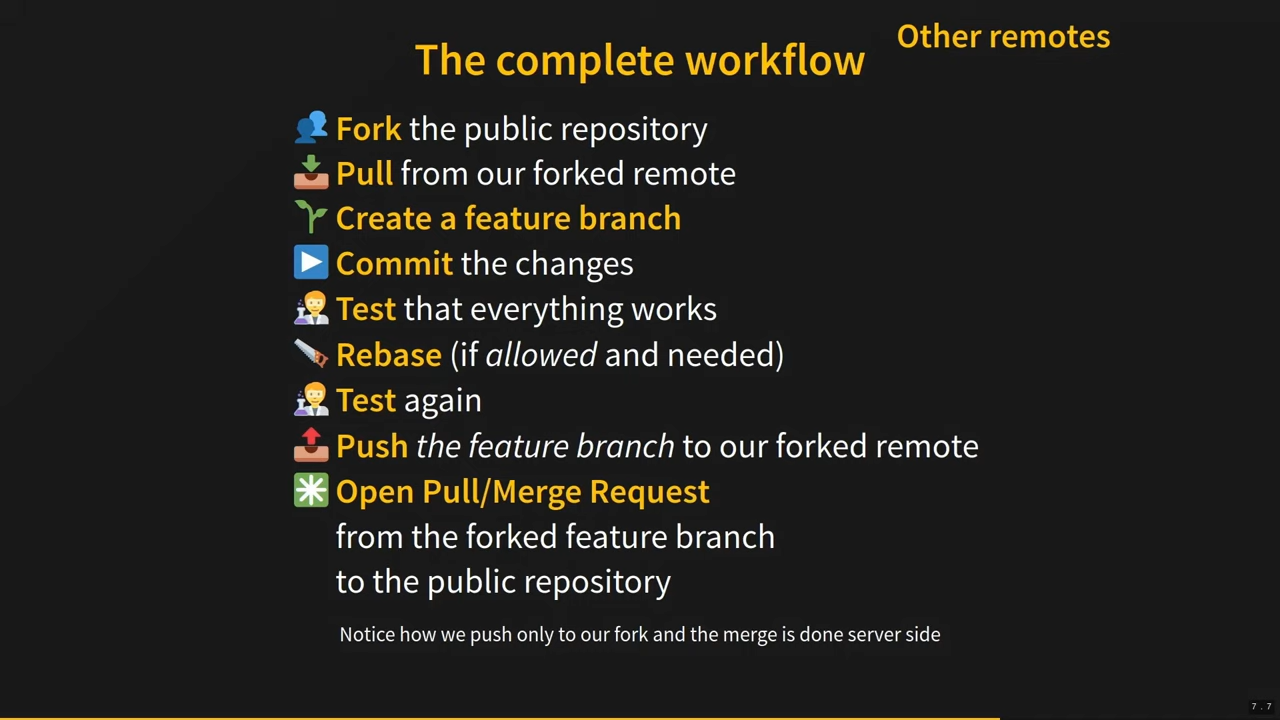 Other remotes
The complete workflow
Fork the public repository
Pull from our forked remote
Create a feature branch
Commit the changes
Test that everything works
Rebase (if allowed and needed)
Test again
Push the feature branch to our forked remote
Open Pull/Merge Request
from the forked feature branch
to the public repository
Notice how we push only to our fork and the merge is done server side
7 . 7